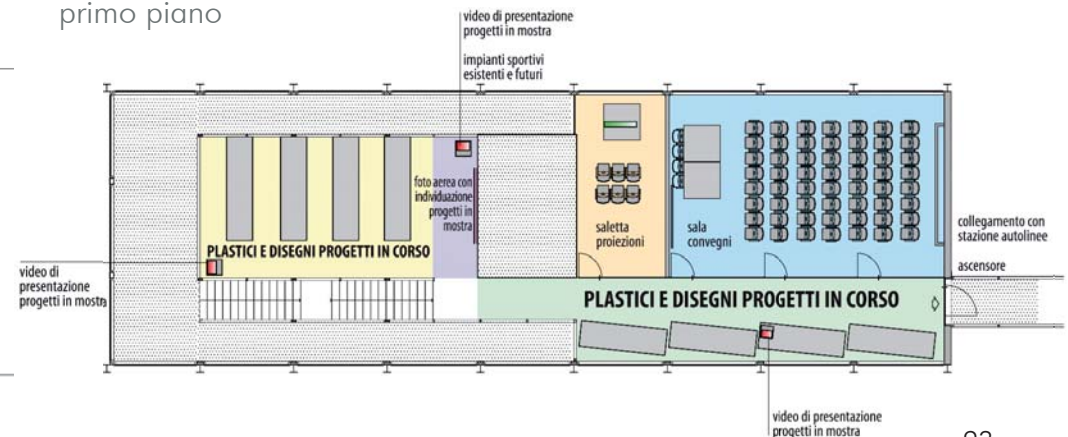 primo piano
video di presentazione
progetti in mostra
impianti sportivi
esistenti e futuri
foto aerea con
individuazione
progetti in
mostra
PLASTICI E DISEGNI PROGETTI IN CORSO
video di
presentazione
progetti in mostra
saletta
proiezioni
sala
convegni
collegamento con
stazione autolinee
ascensore
PLASTICI E DISEGNI PROGETTI IN CORSO
video di presentazione
progetti in mostra